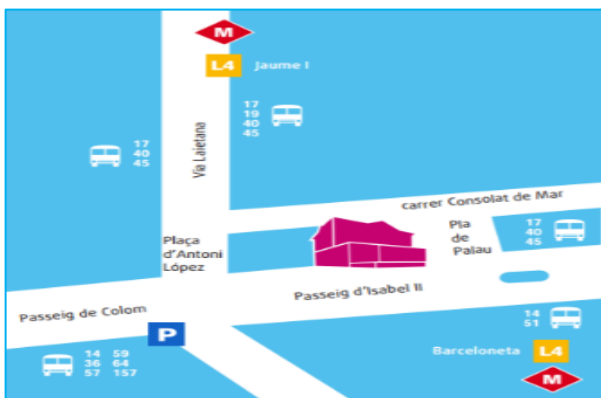 M
L4 Jaume I
17
19
40
45
17
40
45
Via Laietana
carrer Consolat de Mar
Plaça
d'Antoni
López
Pla
de
Palau
17
40
45
Passeig d'Isabel II
Passeig de Colom
P
14
51
Barceloneta L4
M
14 59
36 64
57 157